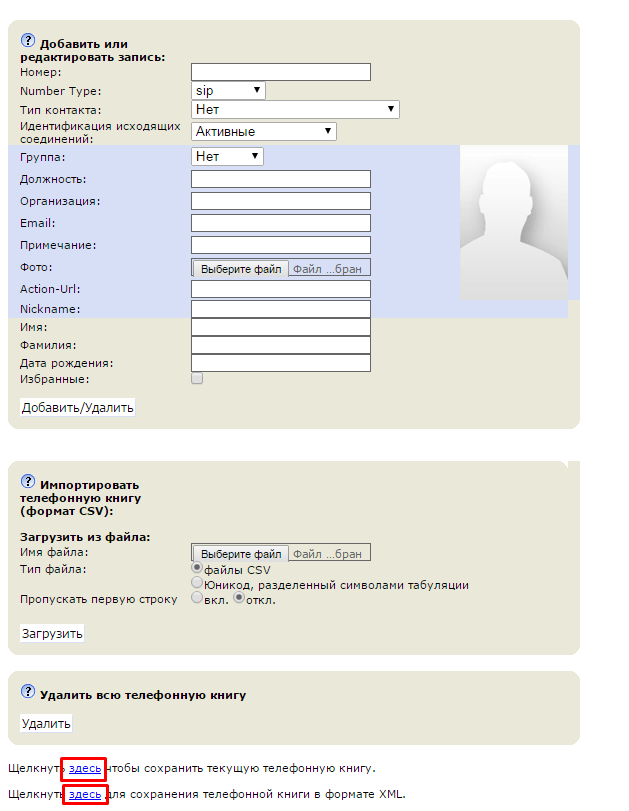 Добавить или
редактировать запись:
Номер:
Number Type: sip
Тип контакта: Нет
Идентификация исходящих
соединений: Активные
Группа: Нет
Должность:
Организация:
Email:
Примечание:
Фото: Выберите файл Файл ...бран
Action-Url:
Nickname:
Имя:
Фамилия:
Дата рождения:
Избранные:
Добавить/Удалить
Импортировать
телефонную книгу
(формат CSV):
Загрузить из файла:
Имя файла: Выберите файл Файл ...бран
Тип файла: файлы CSV
Юникод, разделенный символами табуляции
Пропускать первую строку вкл. откл.
Загрузить
Удалить всю телефонную книгу
Удалить
Щелкнуть здесь чтобы сохранить текущую телефонную книгу.
Щелкнуть здесь для сохранения телефонной книги в формате XML.